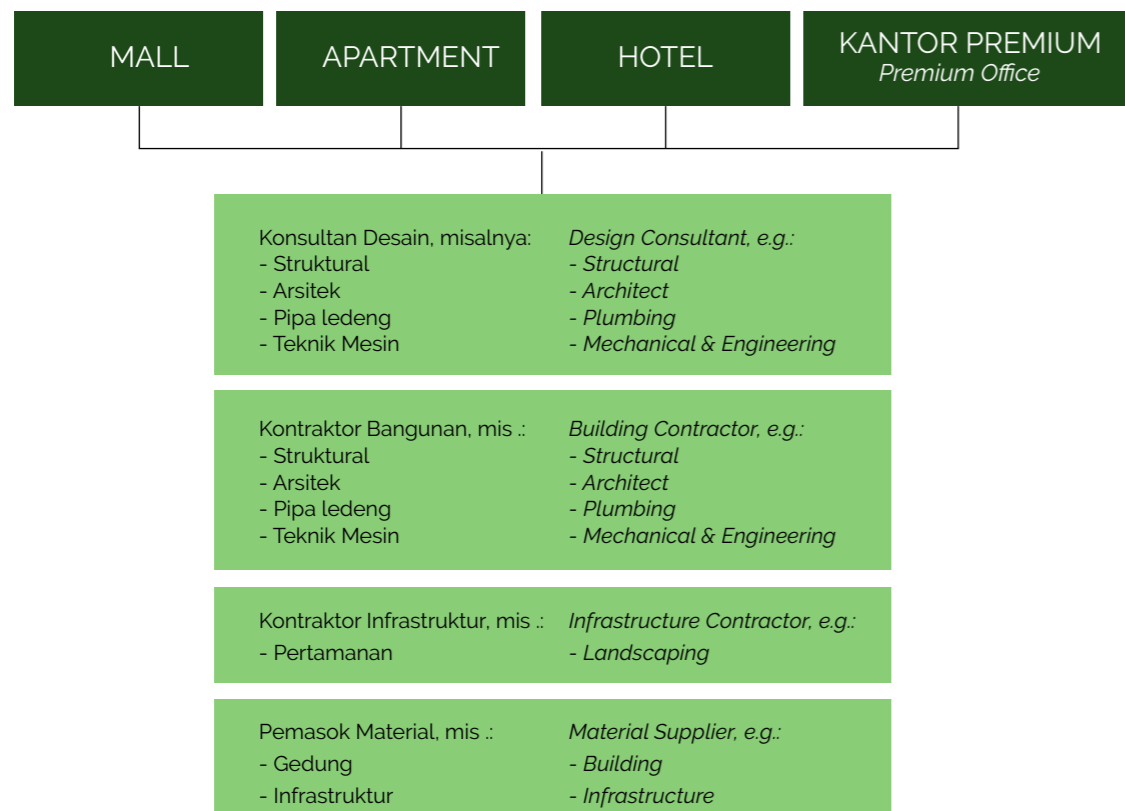 MALL
APARTMENT
HOTEL
KANTOR PREMIUM
Premium Office
Konsultan Desain, misalnya:
- Struktural
- Arsitek
- Pipa ledeng
- Teknik Mesin
Design Consultant, e.g.:
- Structural
- Architect
- Plumbing
- Mechanical & Engineering
Kontraktor Bangunan, mis .:
- Struktural
- Arsitek
- Pipa ledeng
- Teknik Mesin
Building Contractor, e.g.:
- Structural
- Architect
- Plumbing
- Mechanical & Engineering
Kontraktor Infrastruktur, mis .:
- Pertamanan
Infrastructure Contractor, e.g.:
- Landscaping
Pemasok Material, mis .:
- Gedung
- Infrastruktur
Material Supplier, e.g.:
- Building
- Infrastructure